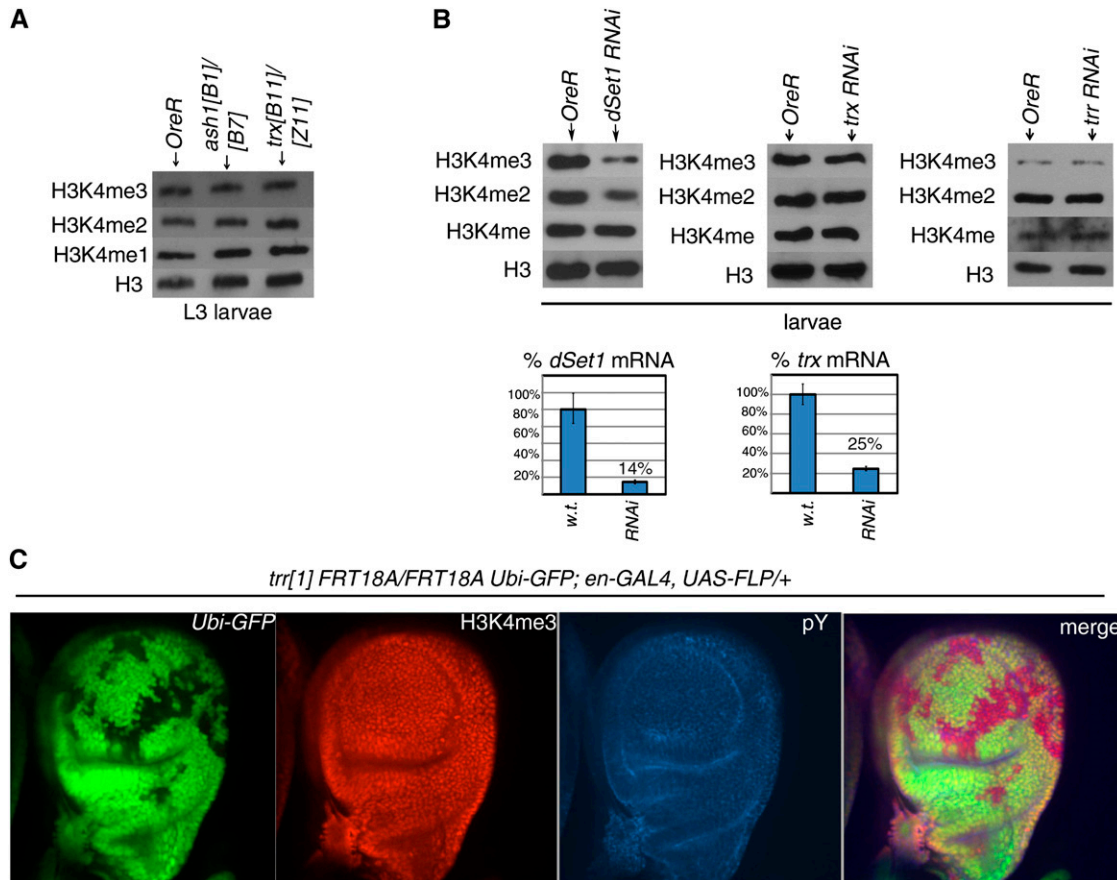 A
OreR
ash1[B1]/
[B7]
trx[B11]/
[Z11]
H3K4me3
H3K4me2
H3K4me1
H3
L3 larvae
B
OreR
dSet1 RNAi
H3K4me3
H3K4me2
H3K4me
H3
OreR
trx RNAi
H3K4me3
H3K4me2
H3K4me
H3
OreR
trr RNAi
H3K4me3
H3K4me2
H3K4me
H3
larvae
% dSet1 mRNA
100%
80%
60%
40%
20%
14%
w.t.
RNAi
% trx mRNA
100%
80%
60%
40%
20%
25%
w.t.
RNAi
C
trr[1] FRT18A/FRT18A Ubi-GFP; en-GAL4, UAS-FLP/+
Ubi-GFP
H3K4me3
pY
merge